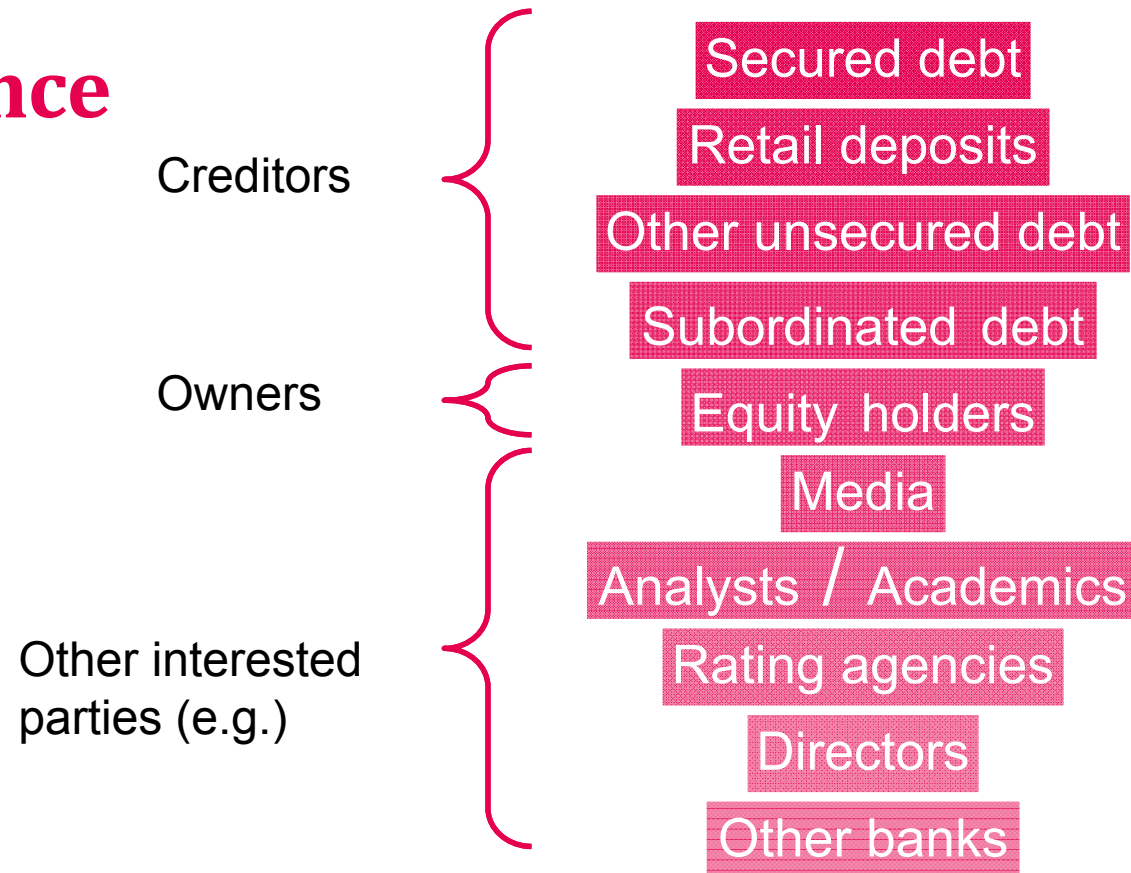 nce
Creditors
Owners
Other interested
parties (e.g.)
Secured debt
Retail deposits
Other unsecured debt
Subordinated debt
Equity holders
Media
Analysts / Academics
Rating agencies
Directors
Other banks